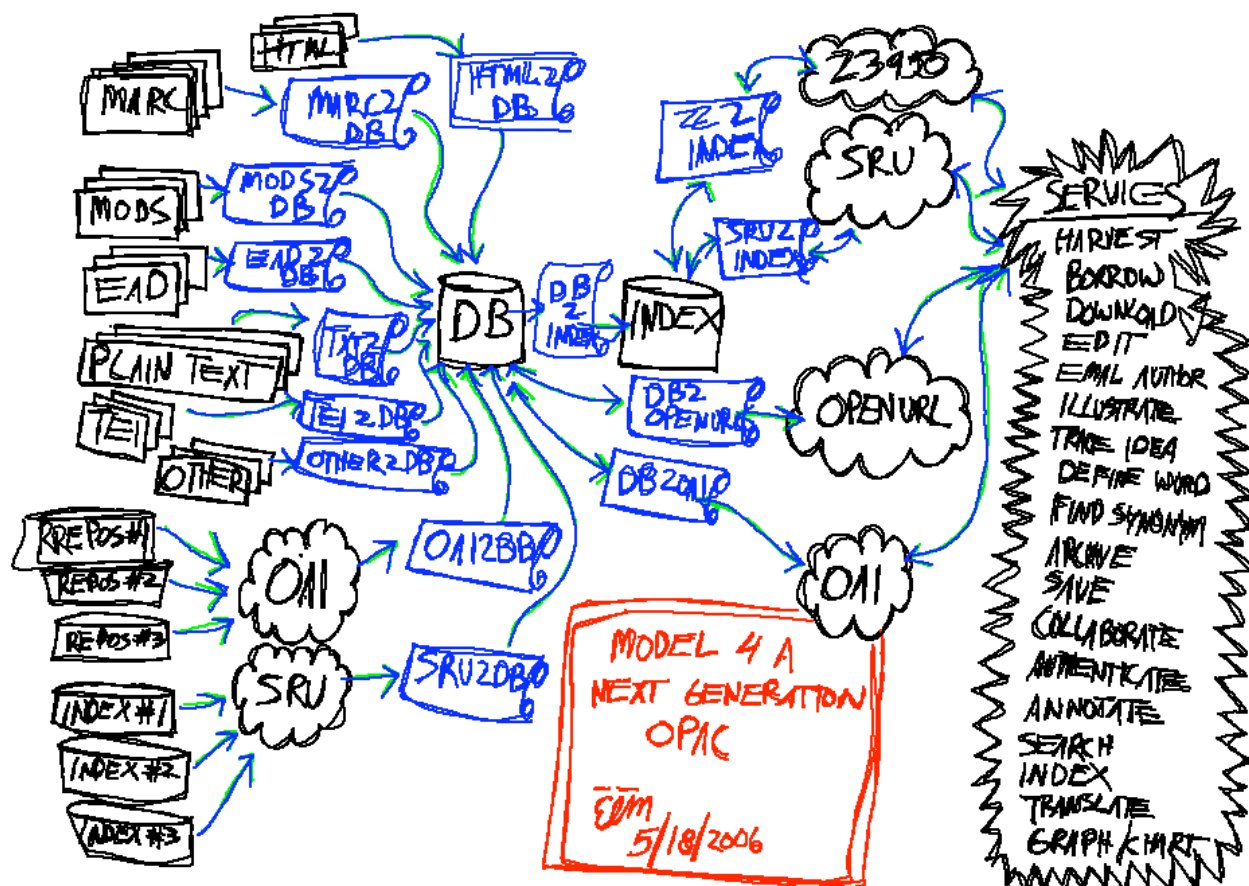 HTML
MARC
MARC2
DB
HTML2
DB
MODS
MODS2
DB
EAD
EAD2
DB
PLAIN TEXT
TXT2
DB
TEI
TEI2DB
OTHER
OTHER2DB
RREPOS#1
REPOS#2
REPOS#3
OAI
OAI2BB
INDEX#1
INDEX#2
INDEX#3
SRU
SRU2DB
DB
DB
2
INDEX
INDEX
ZZ2
INDEX
Z3950
SRU
SRU2
INDEX
DB2
OPENURL
OPENURL
DB2OAI
OAI
MODEL 4 A
NEXT GENERATION
OPAC
ELM
5/18/2006
SERVICES
HARVEST
BORROW
DOWNLOAD
EDIT
EMAIL AUTHOR
ILLUSTRATE
TRACE IDEA
DEFINE WORD
FIND SYNONYM
ARCHIVE
SAVE
COLLABORATE
AUTHENTICATE
ANNOTATE
SEARCH
INDEX
TRANSLATE
GRAPH/CHART